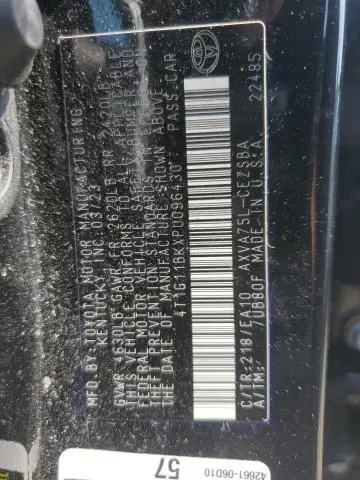 MFD.BY: TOYOTA MOTOR MANUFACTURING,
KENTUCKY, INC. 03/23
GVWR 4630LB GAWR FR 2620LB RR 2420LB
THIS VEHICLE CONFORMS TO ALL APPLICABLE
FEDERAL MOTOR VEHICLE SAFETY, BUMPER, AND
THEFT PREVENTION STANDARDS IN EFFECT ON
THE DATE OF MANUFACTURE SHOWN ABOVE.
PASS.CAR
C/TR: 218/EA10 AXVA75L-CEZSBA
A/TM: /UB80F MADE IN U.S.A. 22485
57
42661-06D10